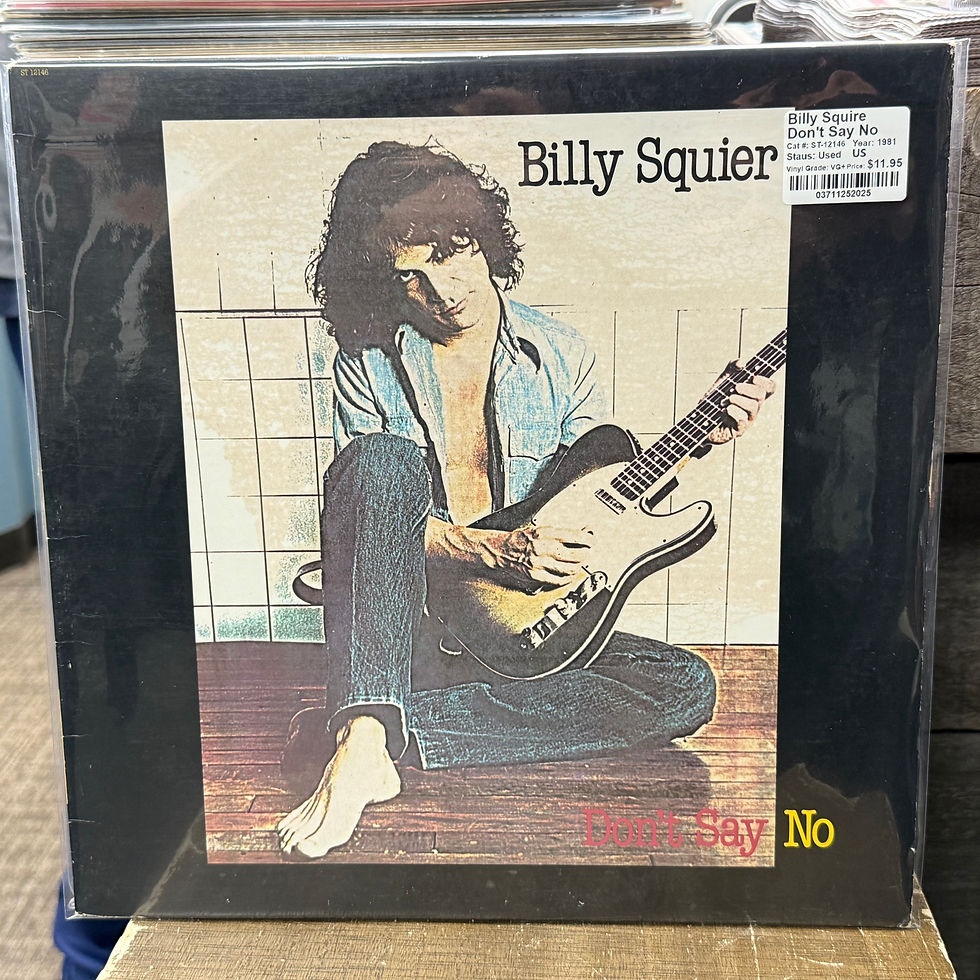 ST 12146
Billy Squier
Billy Squire
Don't Say No
Cat #: ST-12146 Year: 1981
Staus: Used US
Vinyl Grade: VG+ Price: $11.95
03711252025
Don't Say No